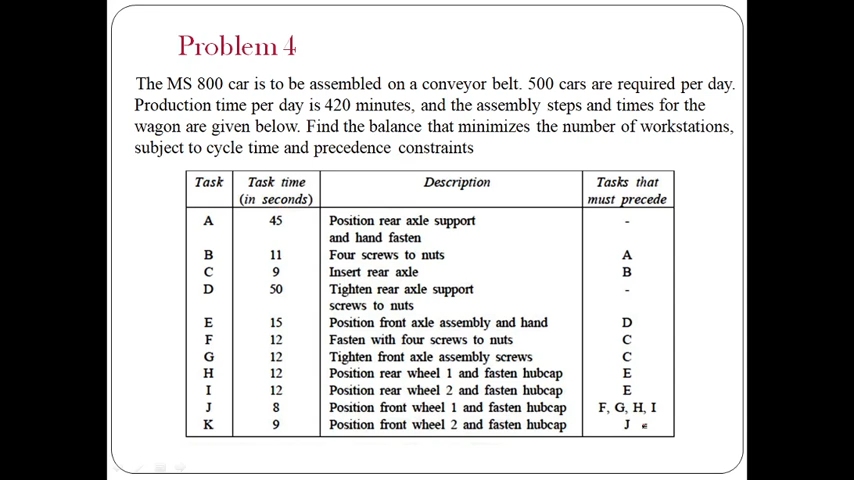 Problem 4
The MS 800 car is to be assembled on a conveyor belt. 500 cars are required per day.
Production time per day is 420 minutes, and the assembly steps and times for the
wagon are given below. Find the balance that minimizes the number of workstations,
subject to cycle time and precedence constraints
Task Task time Description Tasks that
(in seconds) must precede
A 45 Position rear axle support -
and hand fasten
B 11 Four screws to nuts A
C 9 Insert rear axle B
D 50 Tighten rear axle support -
screws to nuts
E 15 Position front axle assembly and hand D
F 12 Fasten with four screws to nuts C
G 12 Tighten front axle assembly screws C
H 12 Position rear wheel 1 and fasten hubcap E
I 12 Position rear wheel 2 and fasten hubcap E
J 8 Position front wheel 1 and fasten hubcap F, G, H, I
K 9 Position front wheel 2 and fasten hubcap J